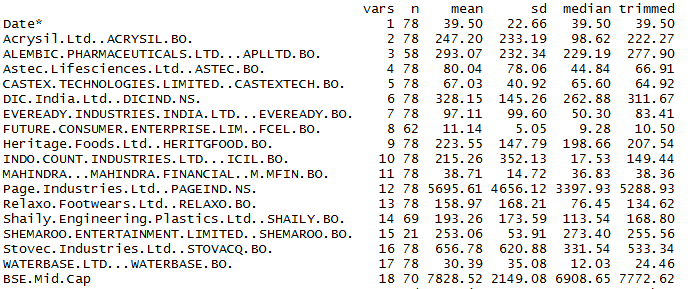 vars n mean sd median trimmed
Date* 1 78 39.50 22.66 39.50 39.50
Acrysil.Ltd..ACRYSIL.BO. 2 78 247.20 233.19 98.62 222.27
ALEMBIC.PHARMACEUTICALS.LTD...APLLTD.BO. 3 58 293.07 232.34 229.19 277.90
Astec.Lifesciences.Ltd..ASTEC.BO. 4 78 80.04 78.06 44.84 66.91
CASTEX.TECHNOLOGIES.LIMITED..CASTEXTECH.BO. 5 78 67.03 40.92 65.60 64.92
DIC.India.Ltd..DICIND.NS. 6 78 328.15 145.26 262.88 311.67
EVEREADY.INDUSTRIES.INDIA.LTD...EVEREADY.BO. 7 78 97.11 99.60 50.30 83.41
FUTURE.CONSUMER.ENTERPRISE.LIM..FCEL.BO. 8 62 11.14 5.05 9.28 10.50
Heritage.Foods.Ltd..HERITGFOOD.BO. 9 78 223.55 147.79 198.66 207.54
INDO.COUNT.INDUSTRIES.LTD...ICIL.BO. 10 78 215.26 352.13 17.53 149.44
MAHINDRA...MAHINDRA.FINANCIAL..M.MFIN.BO. 11 78 38.71 14.72 36.83 38.36
Page.Industries.Ltd..PAGEIND.NS. 12 78 5695.61 4656.12 3397.93 5288.93
Relaxo.Footwears.Ltd..RELAXO.BO. 13 78 158.97 168.21 76.45 134.62
Shaily.Engineering.Plastics.Ltd..SHAILY.BO. 14 69 193.26 173.59 113.54 168.80
SHEMAROO.ENTERTAINMENT.LIMITED..SHEMAROO.BO. 15 21 253.06 53.91 273.40 255.56
Stovec.Industries.Ltd..STOVACQ.BO. 16 78 656.78 620.88 331.54 533.34
WATERBASE.LTD...WATERBASE.BO. 17 78 30.39 35.08 12.03 24.46
BSE.Mid.Cap 18 70 7828.52 2149.08 6908.65 7772.62